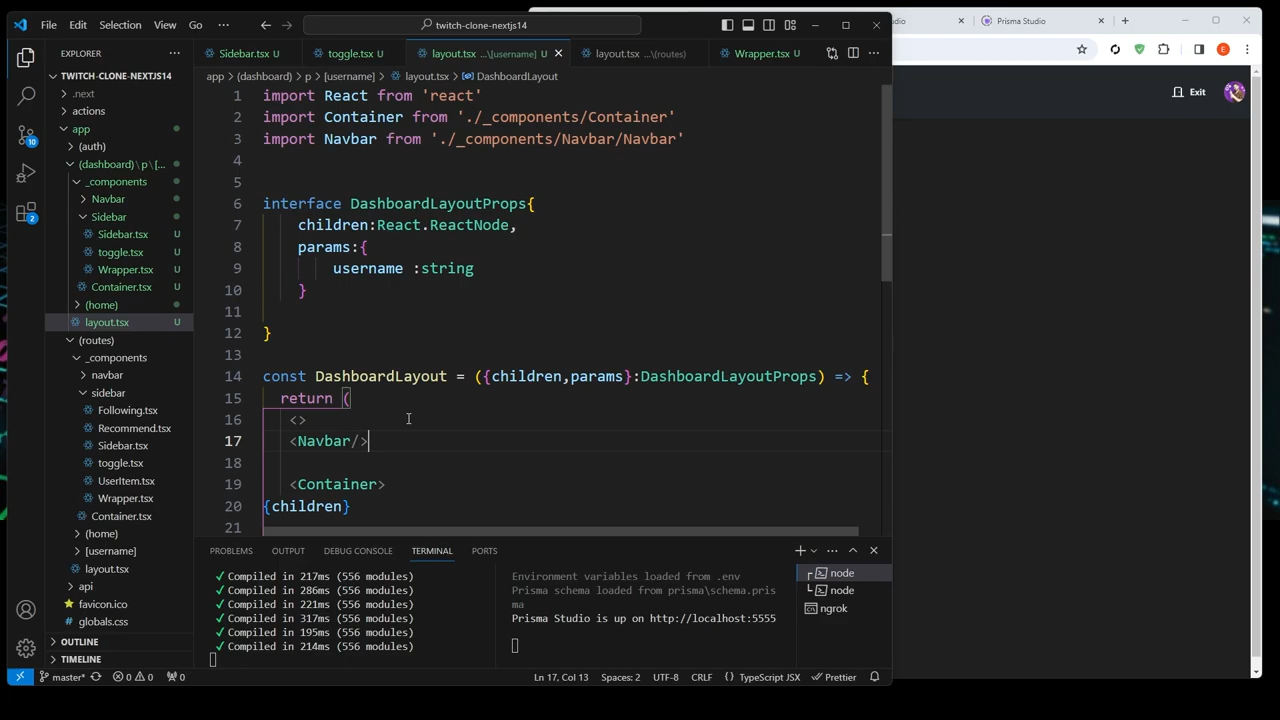 File Edit Selection View Go ···
twitch-clone-nextjs14
Prisma Studio
EXPLORER ···
Sidebar.tsx U
toggle.tsx U
layout.tsx ...\[username] U
layout.tsx ...\(routes)
Wrapper.tsx U
app > (dashboard) > p > [username] > layout.tsx > DashboardLayout
Exit
TWITCH-CLONE-NEXTJS14
.next
actions
app
(auth)
(dashboard) \ p \ [...
_components
Navbar
Sidebar
Sidebar.tsx U
toggle.tsx U
Wrapper.tsx U
Container.tsx U
(home)
layout.tsx U
(routes)
_components
navbar
sidebar
Following.tsx
Recommend.tsx
Sidebar.tsx
toggle.tsx
UserItem.tsx
Wrapper.tsx
Container.tsx
(home)
[username]
layout.tsx
api
favicon.ico
globals.css
OUTLINE
TIMELINE
10
2
1 import React from 'react'
2 import Container from './_components/Container'
3 import Navbar from './_components/Navbar/Navbar'
4
5
6 interface DashboardLayoutProps{
7 children:React.ReactNode,
8 params:{
9 username :string
10 }
11
12 }
13
14 const DashboardLayout = ({children,params}:DashboardLayoutProps) => {
15 return (
16 <>
17 <Navbar/>
18
19 <Container>
20 {children}
21
PROBLEMS OUTPUT DEBUG CONSOLE TERMINAL PORTS
✓ Compiled in 217ms (556 modules)
✓ Compiled in 286ms (556 modules)
✓ Compiled in 221ms (556 modules)
✓ Compiled in 317ms (556 modules)
✓ Compiled in 195ms (556 modules)
✓ Compiled in 214ms (556 modules)
Environment variables loaded from .env
Prisma schema loaded from prisma\schema.pris
ma
Prisma Studio is up on http://localhost:5555
node
node
ngrok
master* 0 0 0 Ln 17, Col 13 Spaces: 2 UTF-8 CRLF { } TypeScript JSX Prettier